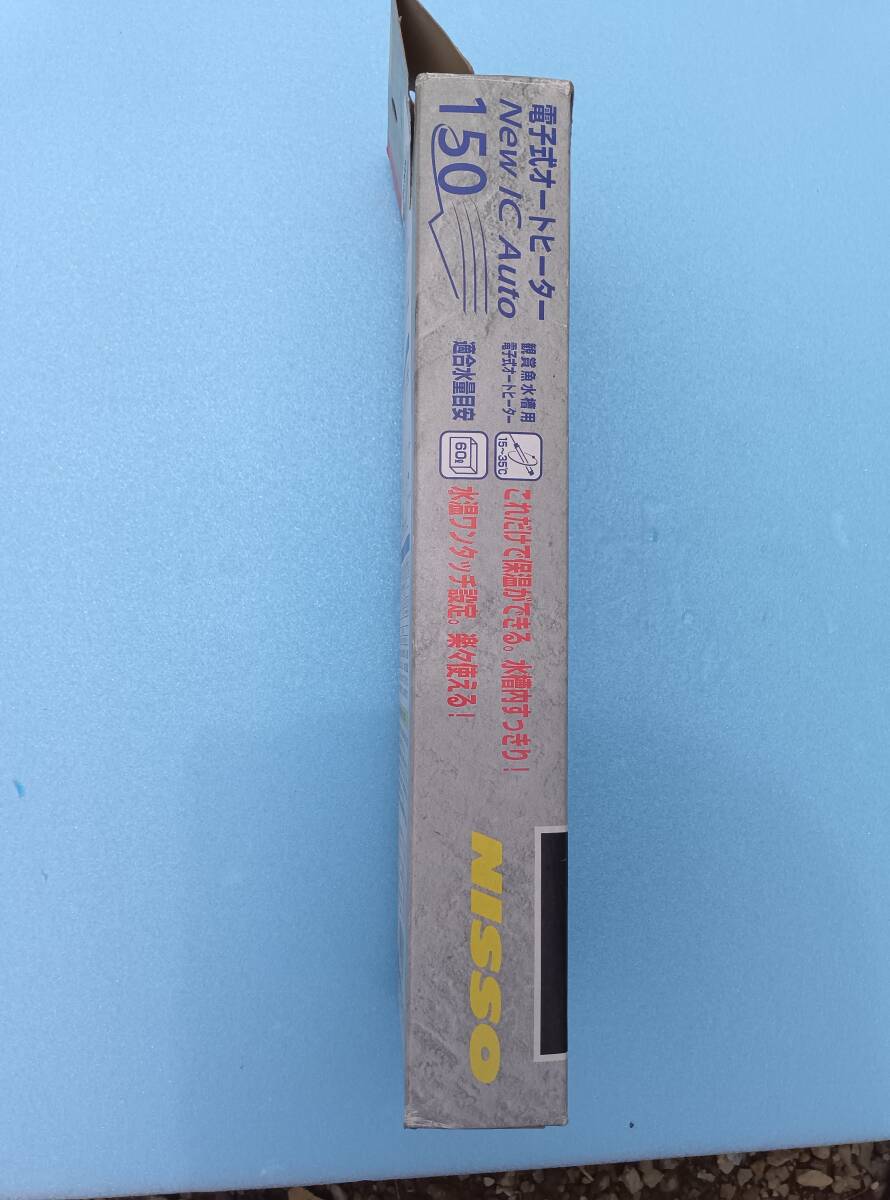 電子式オートヒーター
New IC Auto
150
観賞魚水槽用
電子式オートヒーター
適合水量目安
15~35℃
60ℓ
これだけで保温ができる。水槽内すっきり!
水温ワンタッチ設定。楽々使える!
NISSO